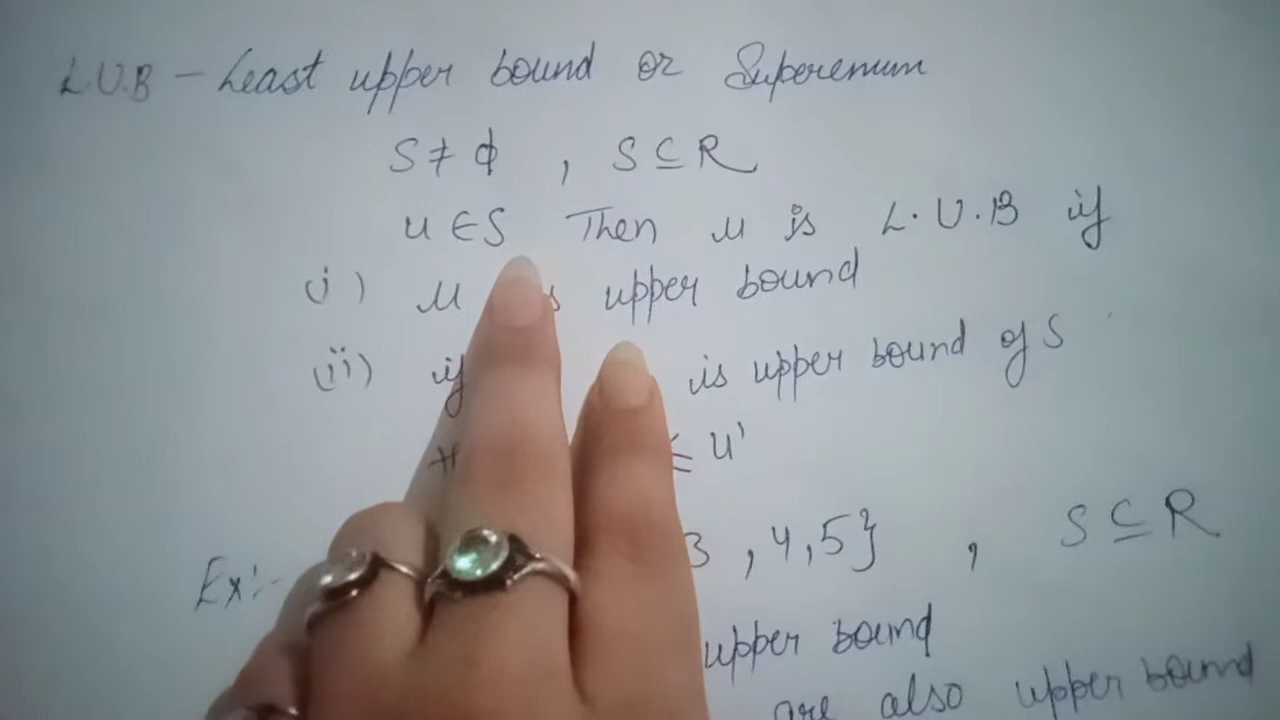 L.U.B - Least upper bound or Superemum
S ≠ ϕ , S ⊆ R
u ∈ S Then u is L.U.B if
(i) u is upper bound
(ii) if is upper bound of S
≤ u'
Ex:- 3 , 4 , 5} , S ⊆ R
upper bound
are also upper bound